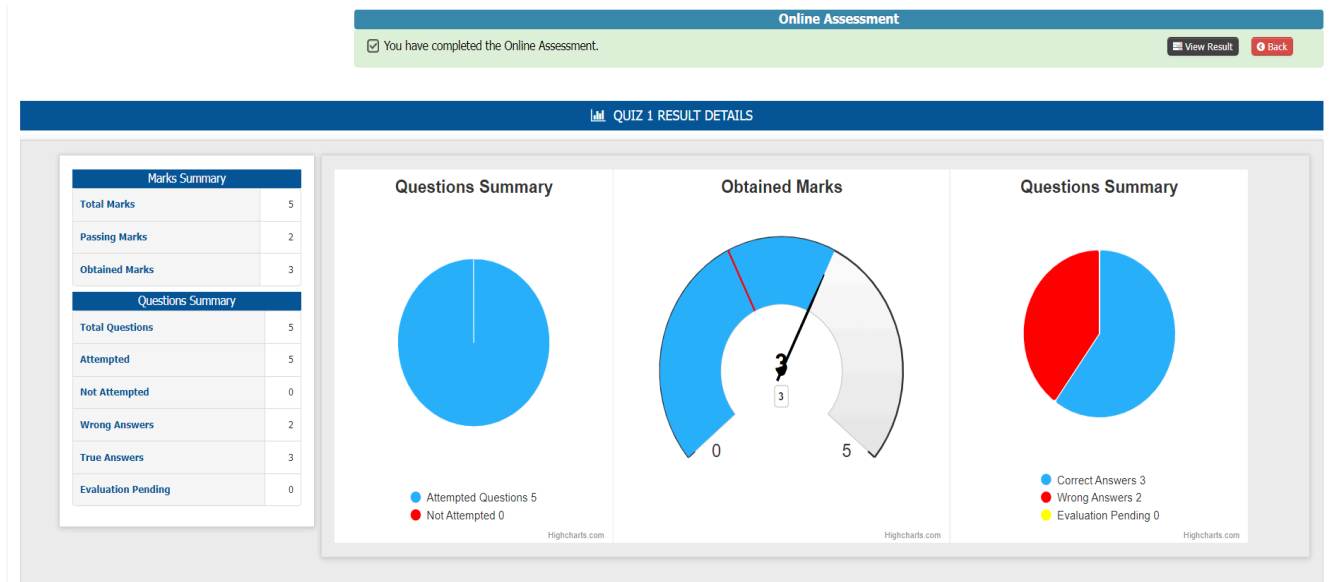 Online Assessment
You have completed the Online Assessment.
View Result
Back
QUIZ 1 RESULT DETAILS
Marks Summary
Total Marks 5
Passing Marks 2
Obtained Marks 3
Questions Summary
Total Questions 5
Attempted 5
Not Attempted 0
Wrong Answers 2
True Answers 3
Evaluation Pending 0
Questions Summary
Attempted Questions 5
Not Attempted 0
Highcharts.com
Obtained Marks
3
3
0 5
Highcharts.com
Questions Summary
Correct Answers 3
Wrong Answers 2
Evaluation Pending 0
Highcharts.com